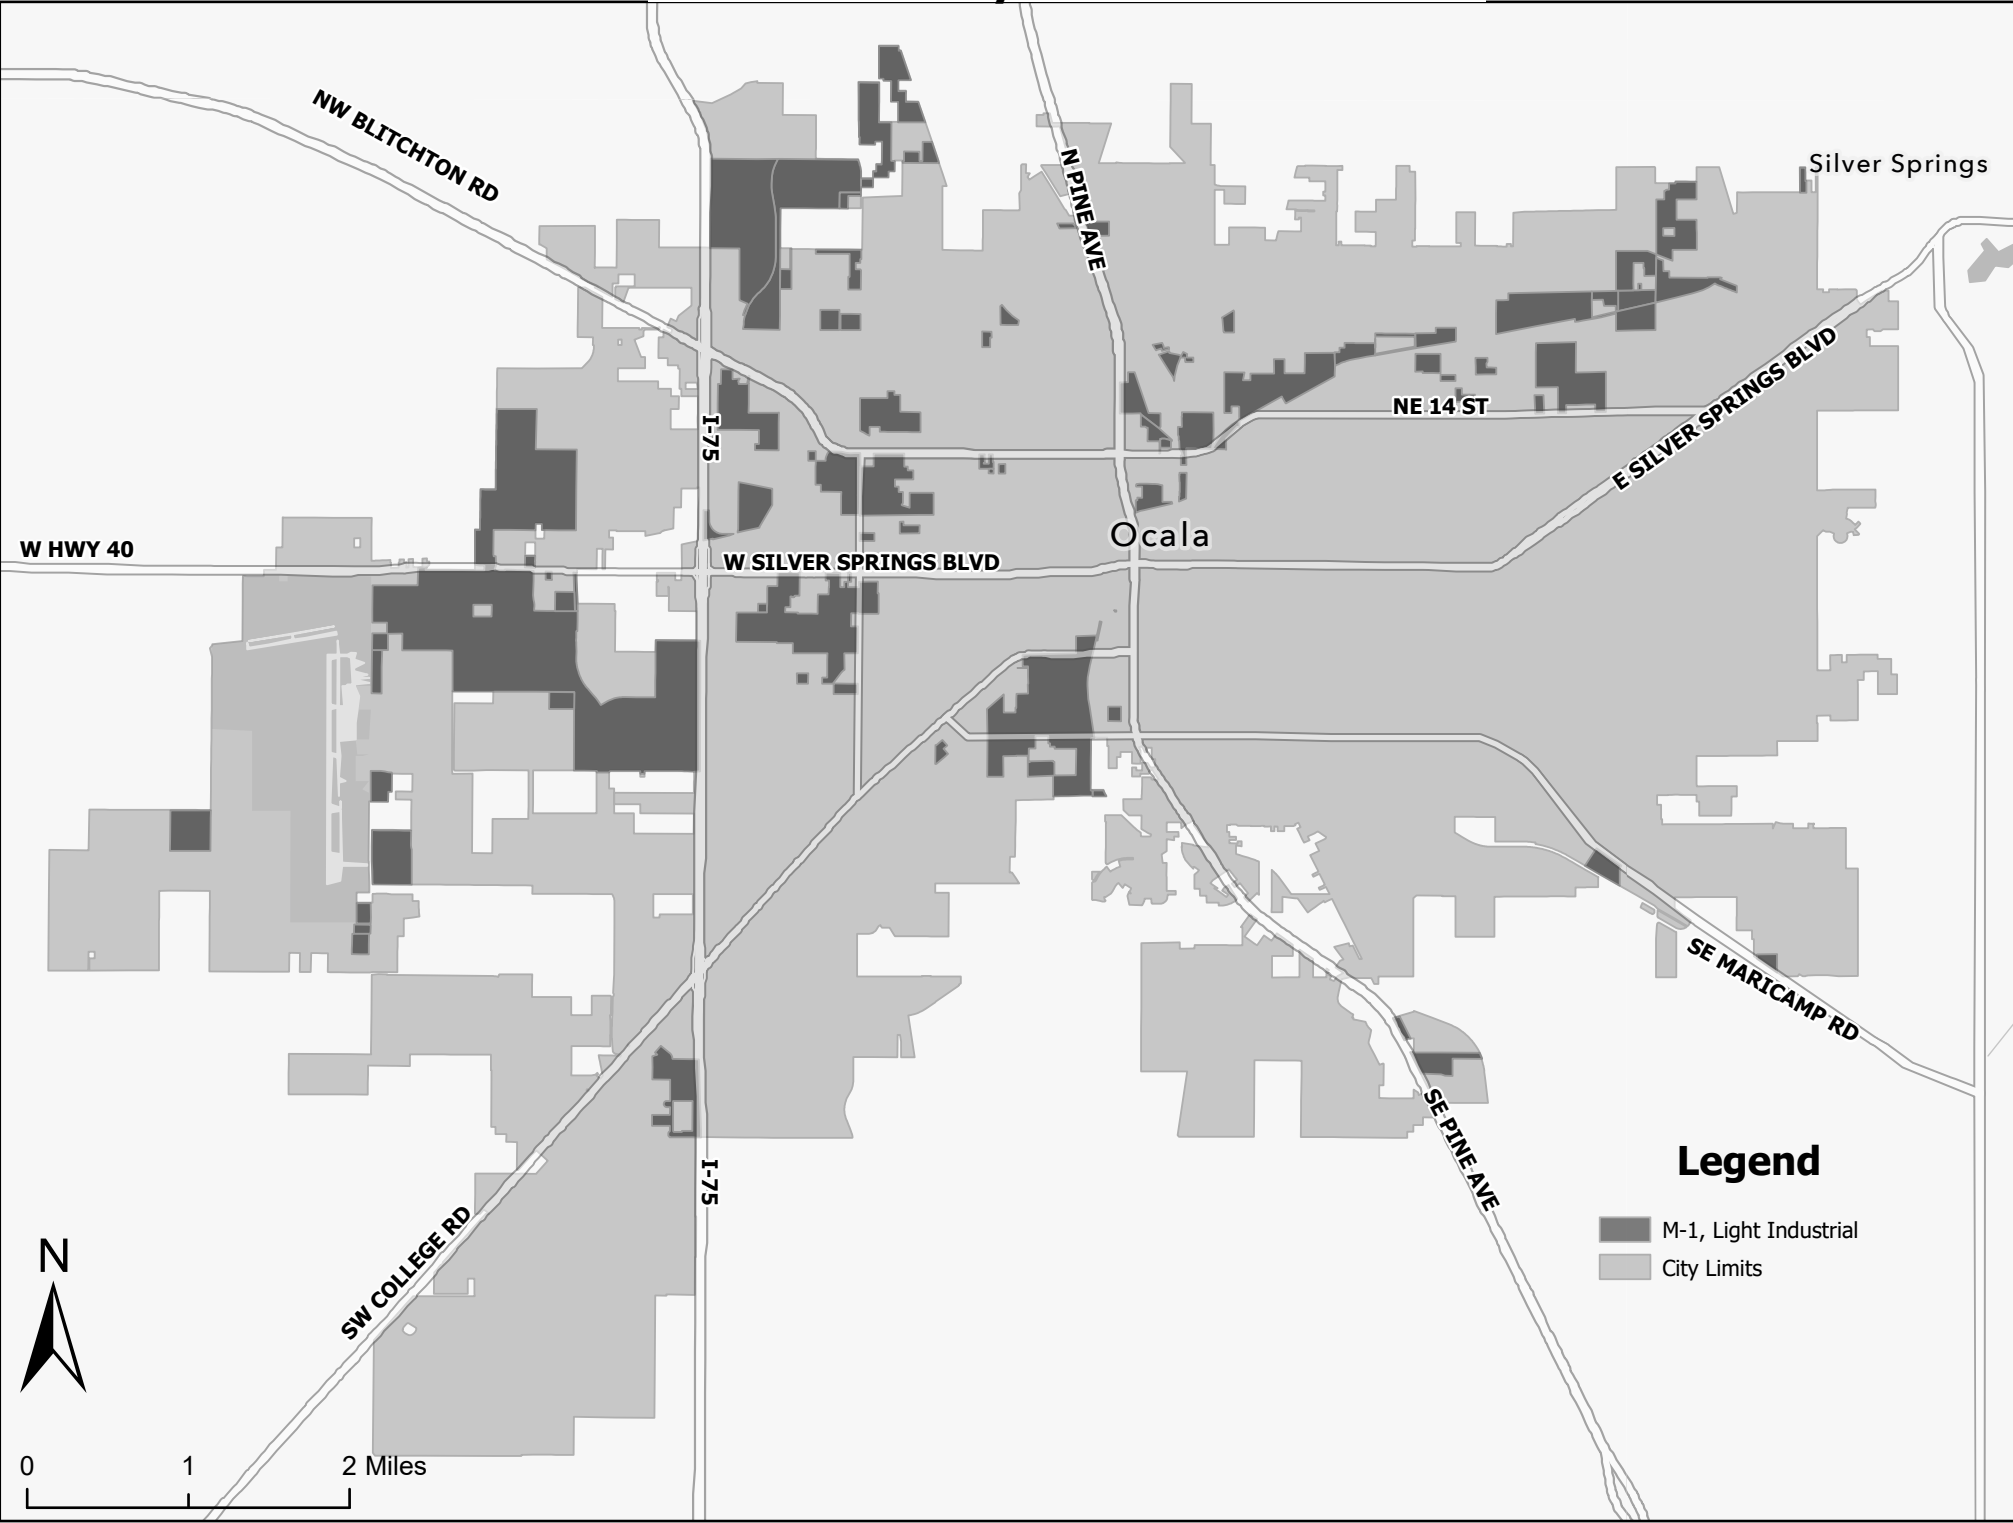 NW BLITCHTON RD
N PINE AVE
Silver Springs
I-75
NE 14 ST
E SILVER SPRINGS BLVD
Ocala
W HWY 40
W SILVER SPRINGS BLVD
SE MARICAMP RD
SE PINE AVE
I-75
SW COLLEGE RD
Legend
M-1, Light Industrial
City Limits
N
0 1 2 Miles